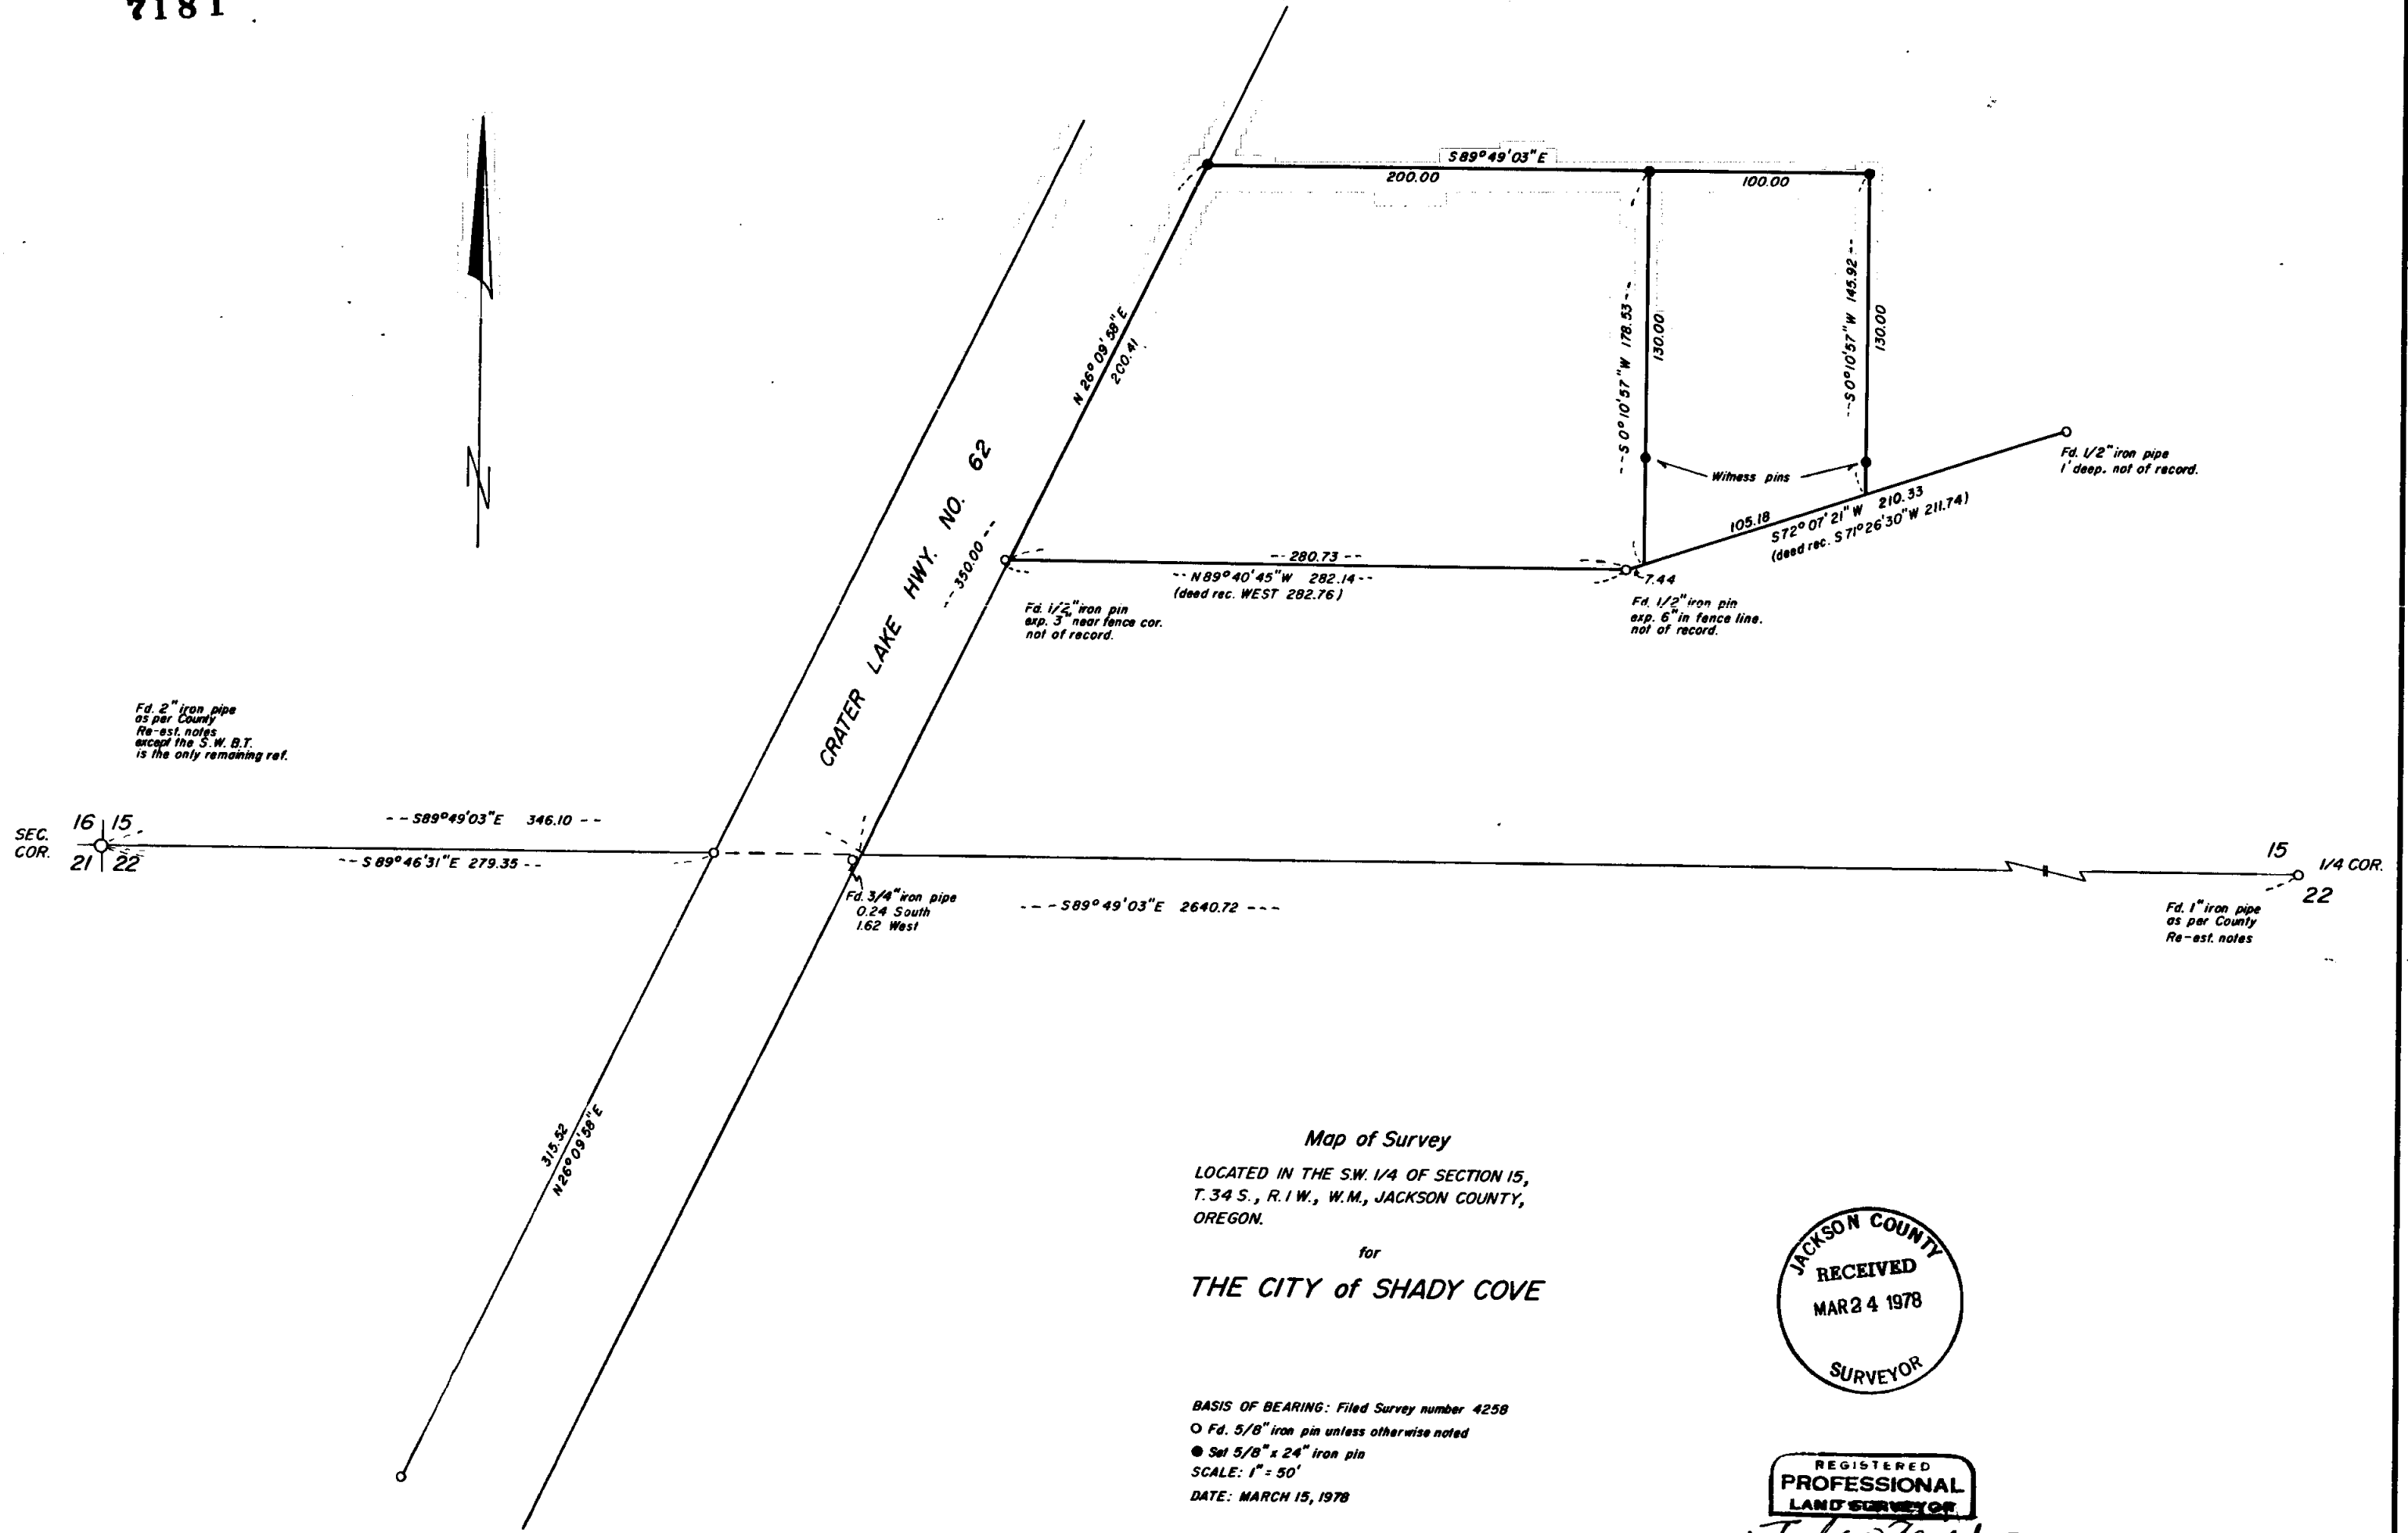 7181
S89°49'03"E
200.00
100.00
N 26°09'58"E
200.41
--S 0°10'57"W 178.53--
130.00
--S 0°10'57"W 145.92--
130.00
Witness pins
Fd. 1/2" iron pipe
1' deep. not of record.
105.18
S72°07'21"W 210.33
(deed rec. S71°26'30"W 211.74)
7.44
CRATER LAKE HWY. NO. 62
--350.00--
--280.73--
--N89°40'45"W 282.14--
(deed rec. WEST 282.76)
Fd. 1/2" iron pin
exp. 3" near fence cor.
not of record.
Fd. 1/2" iron pin
exp. 6" in fence line.
not of record.
N
Fd. 2" iron pipe
as per County
Re-est. notes
except the S.W. B.T.
is the only remaining ref.
SEC.
COR.
16 15
21 22
--S89°49'03"E 346.10--
--S 89°46'31"E 279.35--
Fd. 3/4" iron pipe
0.24 South
1.62 West
---S89°49'03"E 2640.72---
15
1/4 COR.
22
Fd. 1" iron pipe
as per County
Re-est. notes
315.52
N26°09'58"E
Map of Survey
LOCATED IN THE S.W. 1/4 OF SECTION 15,
T. 34 S., R. 1 W., W.M., JACKSON COUNTY,
OREGON.
for
THE CITY of SHADY COVE
JACKSON COUNTY
RECEIVED
MAR 24 1978
SURVEYOR
BASIS OF BEARING: Filed Survey number 4258
O Fd. 5/8" iron pin unless otherwise noted
● Set 5/8" x 24" iron pin
SCALE: 1" = 50'
DATE: MARCH 15, 1978
REGISTERED
PROFESSIONAL
LAND SURVEYOR